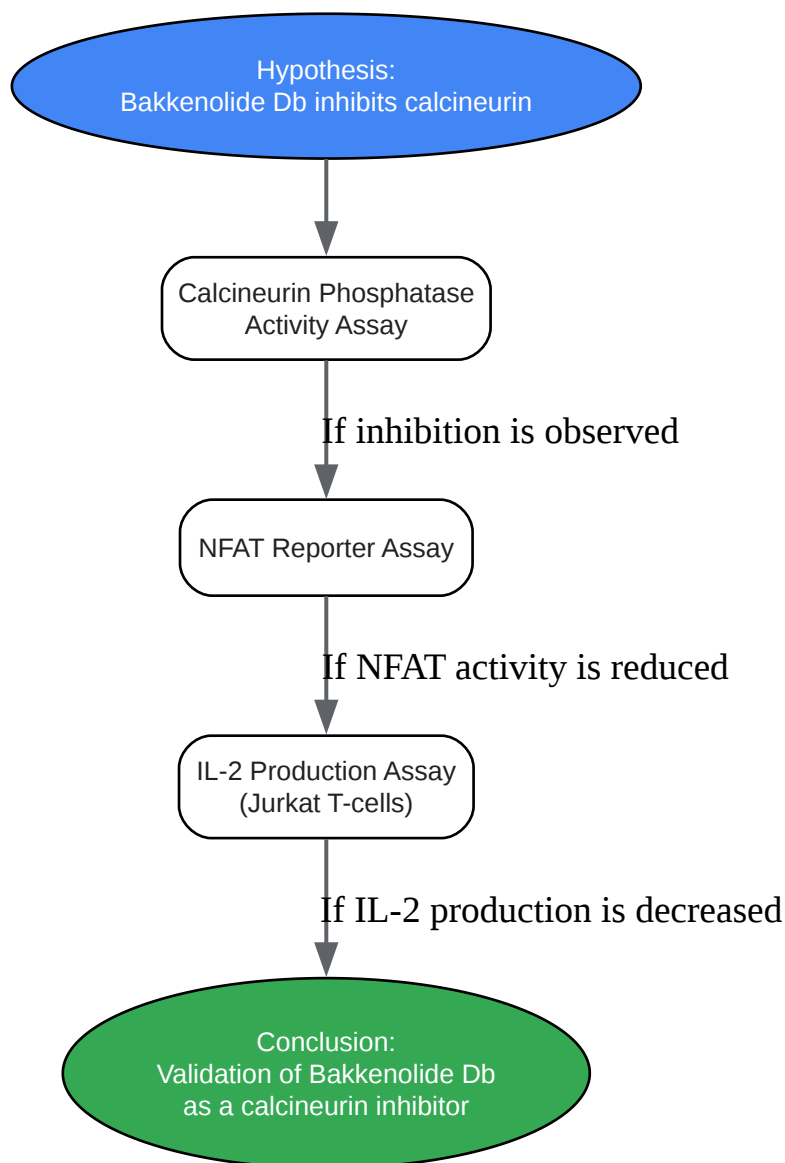 Hypothesis:
Bakkenolide Db inhibits calcineurin
Calcineurin Phosphatase
Activity Assay
If inhibition is observed
NFAT Reporter Assay
If NFAT activity is reduced
IL-2 Production Assay
(Jurkat T-cells)
If IL-2 production is decreased
Conclusion:
Validation of Bakkenolide Db
as a calcineurin inhibitor